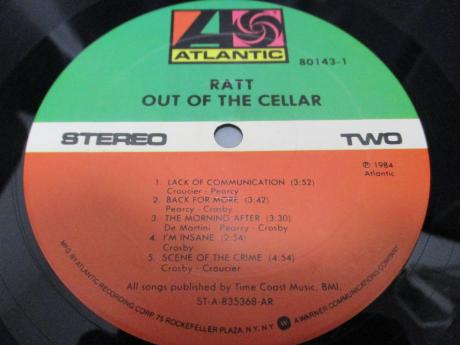 ATLANTIC
80143-1
RATT
OUT OF THE CELLAR
STEREO TWO
℗ 1984
Atlantic
1. LACK OF COMMUNICATION (3:52)
Croucier - Pearcy
2. BACK FOR MORE (3:42)
Pearcy - Crosby
3. THE MORNING AFTER (3:30)
De Martini - Pearcy - Crosby
4. I'M INSANE (2:54)
Crosby
5. SCENE OF THE CRIME (4:54)
Crosby - Croucier
All songs published by Time Coast Music, BMI.
ST-A-835368-AR
MFG. BY ATLANTIC RECORDING CORP. 75 ROCKEFELLER PLAZA, N.Y., N.Y. A WARNER COMMUNICATIONS COMPANY